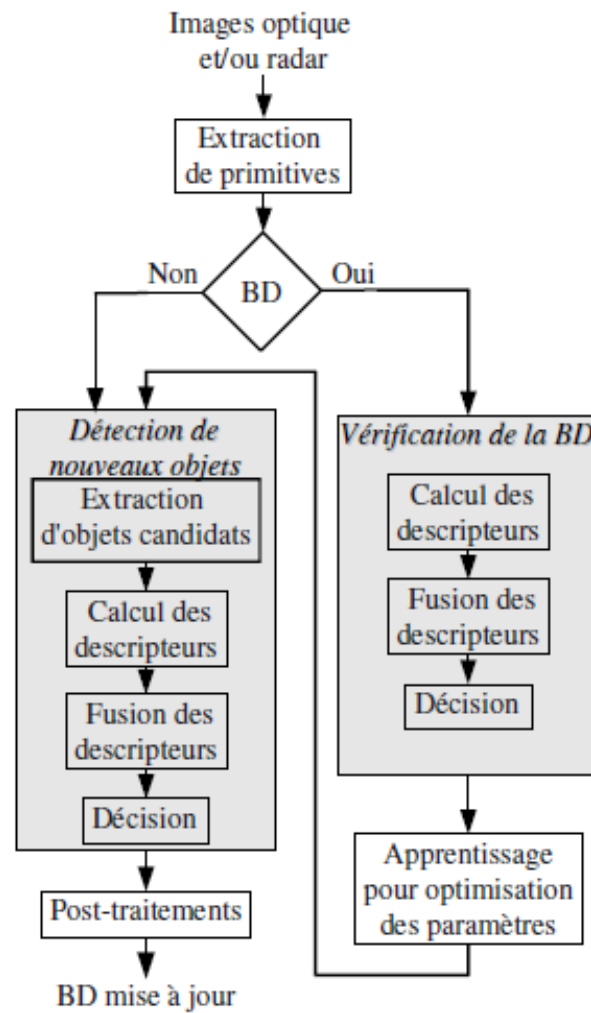 Images optique
et/ou radar
Extraction
de primitives
Non
BD
Oui
Détection de
nouveaux objets
Extraction
d'objets candidats
Calcul des
descripteurs
Fusion des
descripteurs
Décision
Post-traitements
BD mise à jour
Vérification de la BD
Calcul des
descripteurs
Fusion des
descripteurs
Décision
Apprentissage
pour optimisation
des paramètres